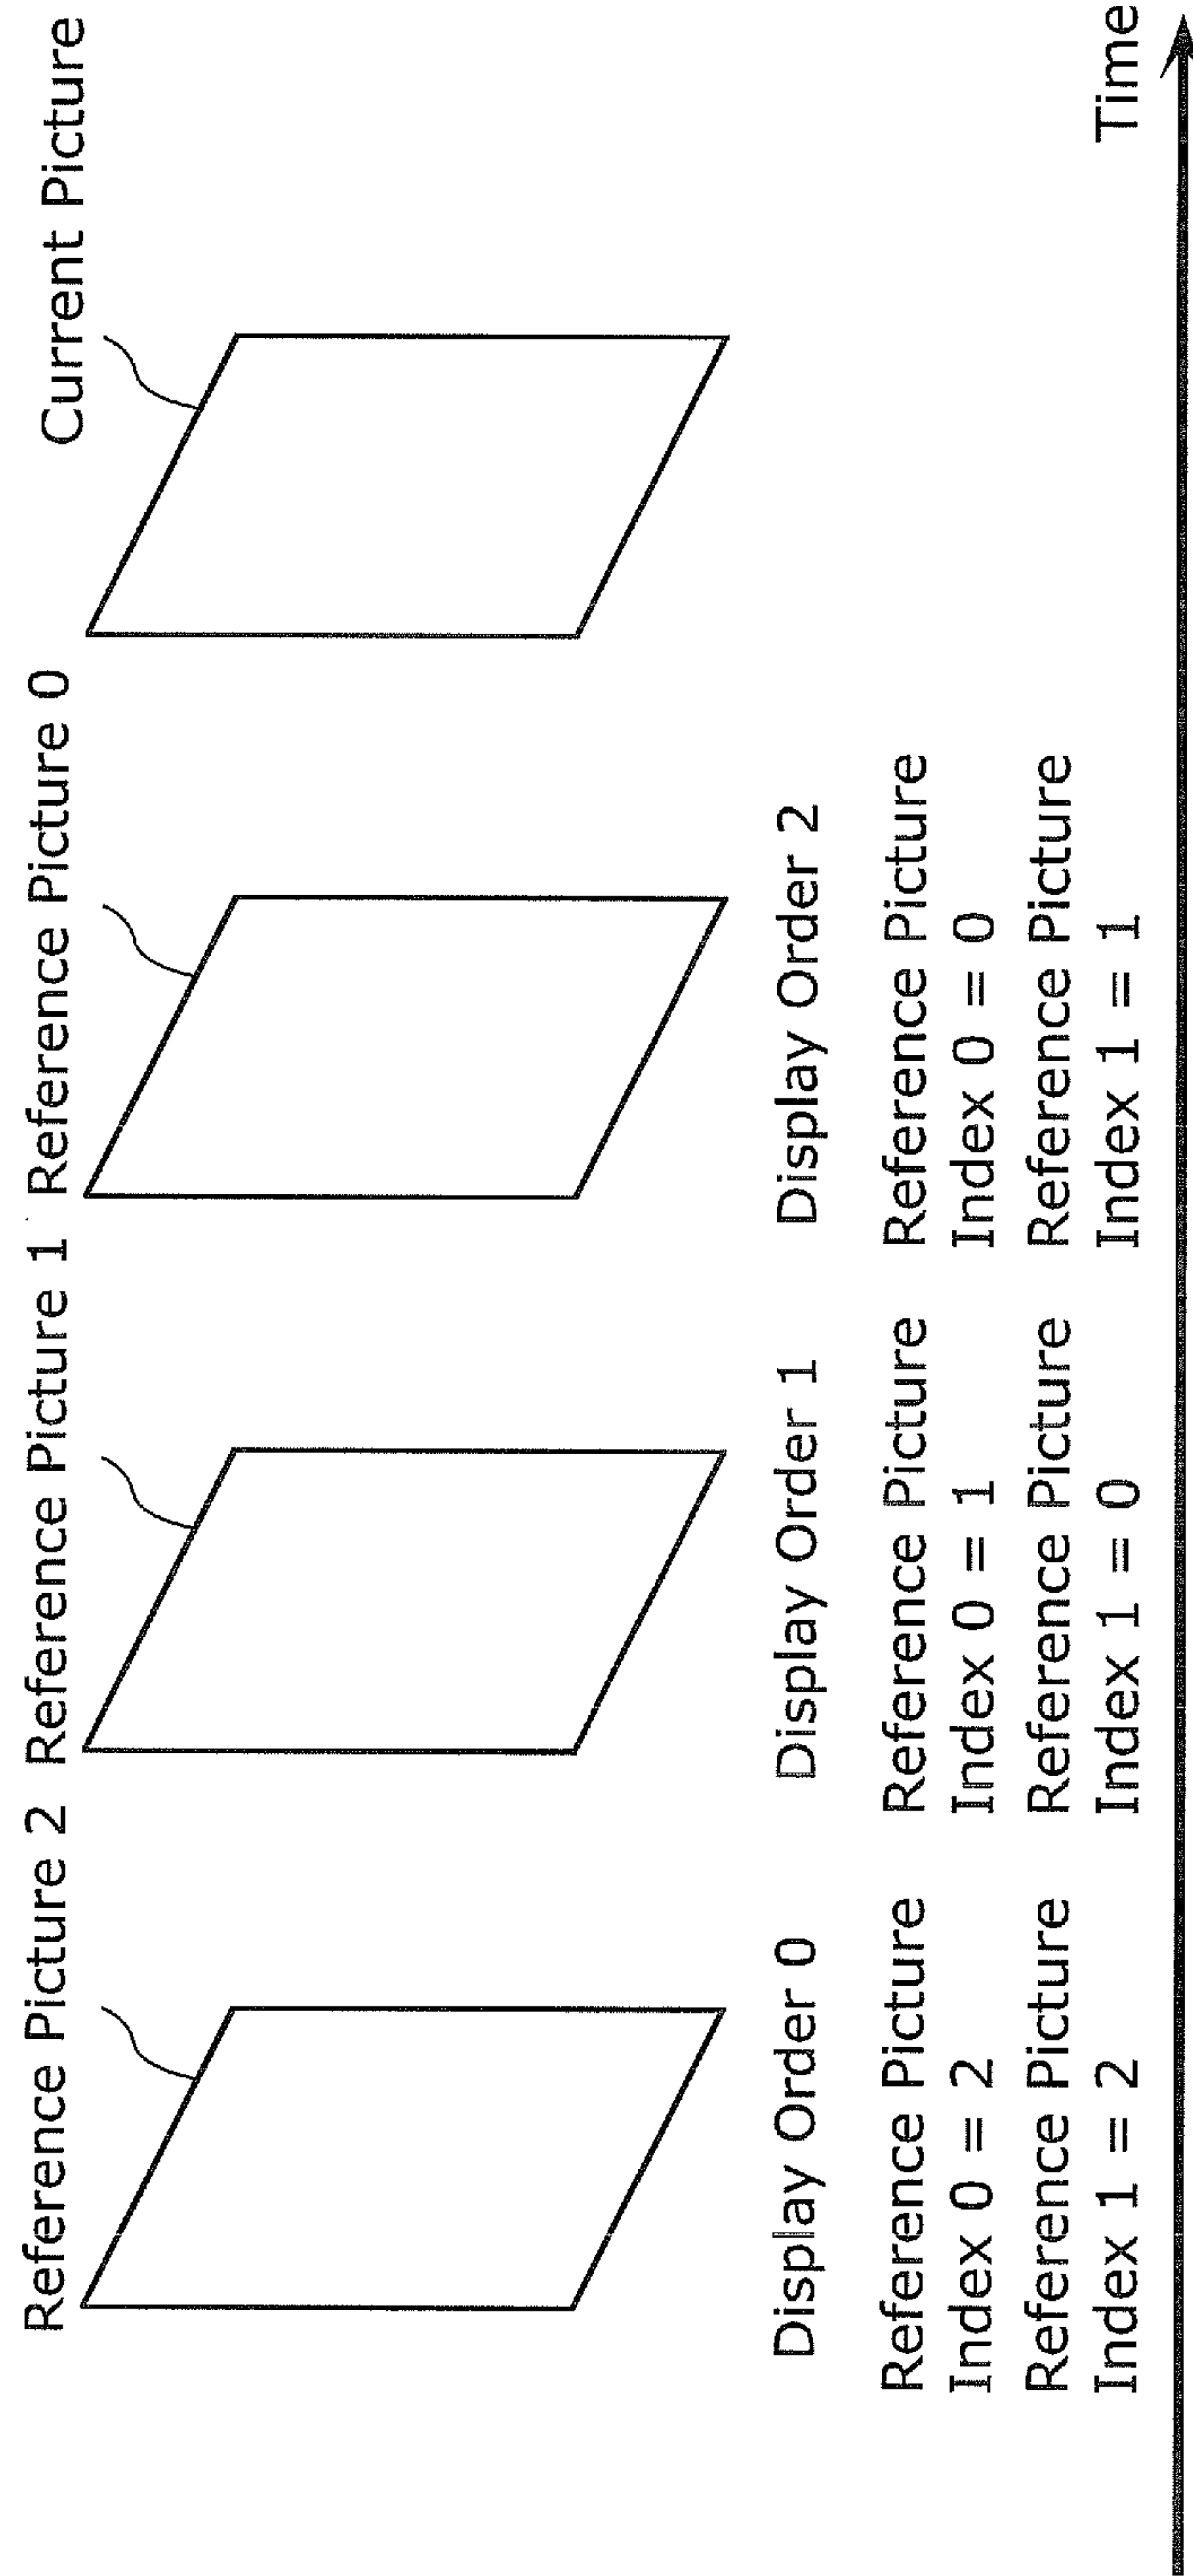 Reference Picture 2
Reference Picture 1
Reference Picture 0
Current Picture
Display Order 0
Display Order 1
Display Order 2
Reference Picture
Index 0 = 2
Reference Picture
Index 1 = 2
Reference Picture
Index 0 = 1
Reference Picture
Index 1 = 0
Reference Picture
Index 0 = 0
Reference Picture
Index 1 = 1
Time